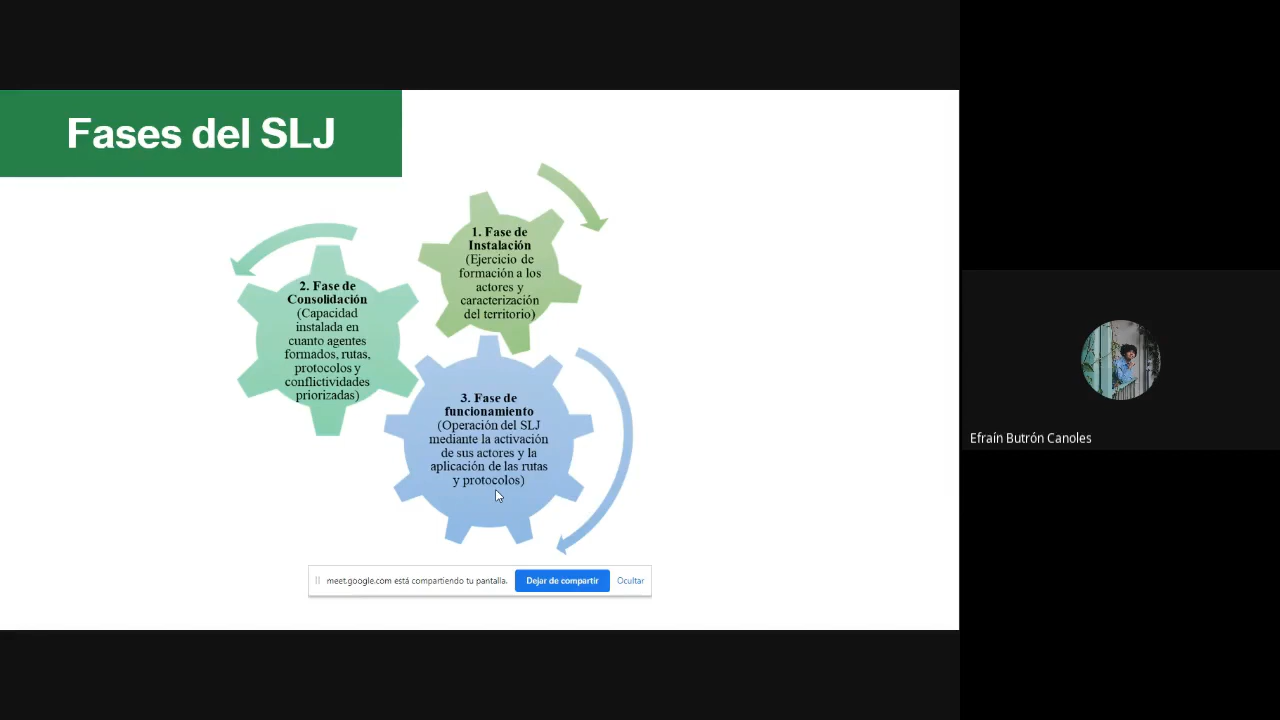 Fases del SLJ
1. Fase de
Instalación
(Ejercicio de
formación a los
actores y
caracterización
del territorio)
2. Fase de
Consolidación
(Capacidad
instalada en
cuanto agentes
formados, rutas,
protocolos y
conflictividades
priorizadas)
3. Fase de
funcionamiento
(Operación del SLJ
mediante la activación
de sus actores y la
aplicación de las rutas
y protocolos)
meet.google.com está compartiendo tu pantalla.
Dejar de compartir
Ocultar
Efraín Butrón Canoles